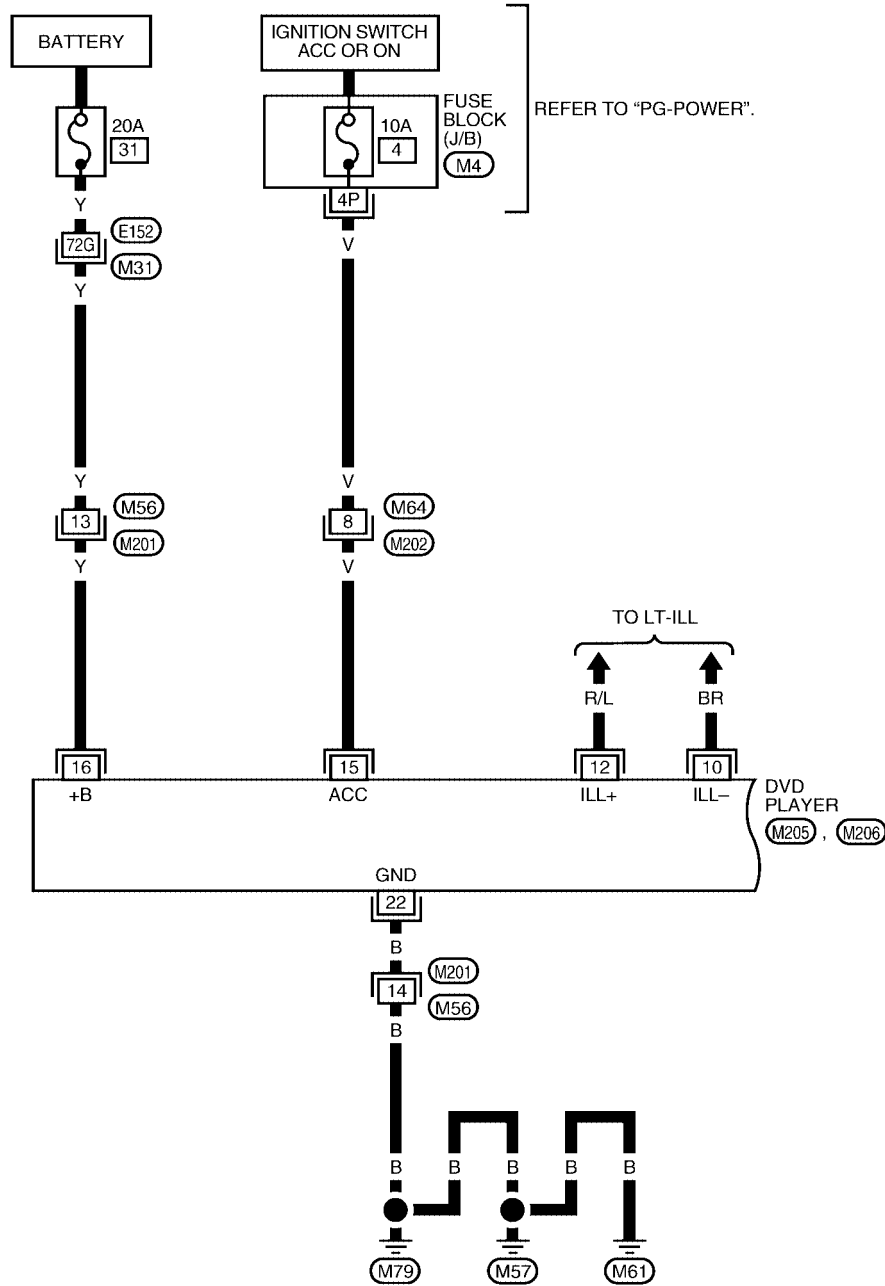 BATTERY
IGNITION SWITCH
ACC OR ON
20A
31
10A
4
FUSE
BLOCK
(J/B)
M4
REFER TO “PG-POWER”.
4P
Y
V
72G
E152
M31
Y
Y
V
13
M56
M201
8
M64
M202
Y
V
TO LT-ILL
R/L
BR
16
15
12
10
+B
ACC
ILL+
ILL–
DVD
PLAYER
M205 , M206
GND
22
B
14
M201
M56
B
B
B
B
B
B
M79
M57
M61